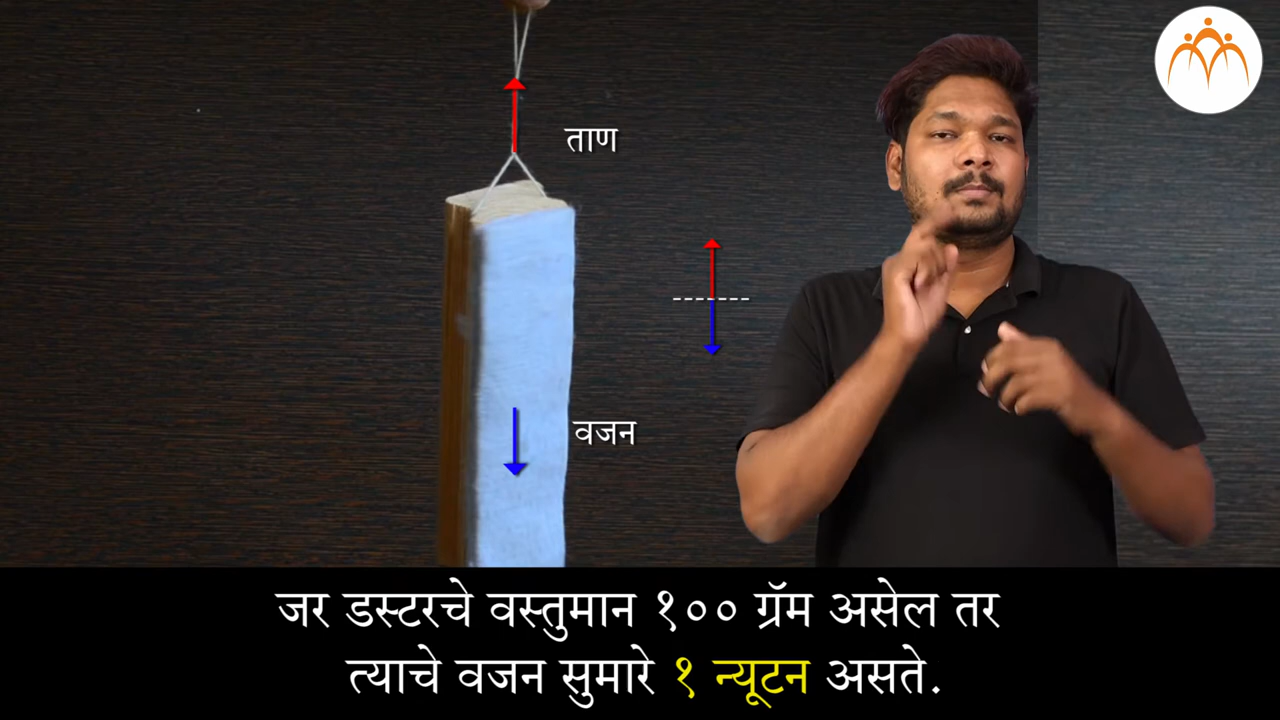 ताण
वजन
जर डस्टरचे वस्तुमान १०० ग्रॅम असेल तर
त्याचे वजन सुमारे १ न्यूटन असते.